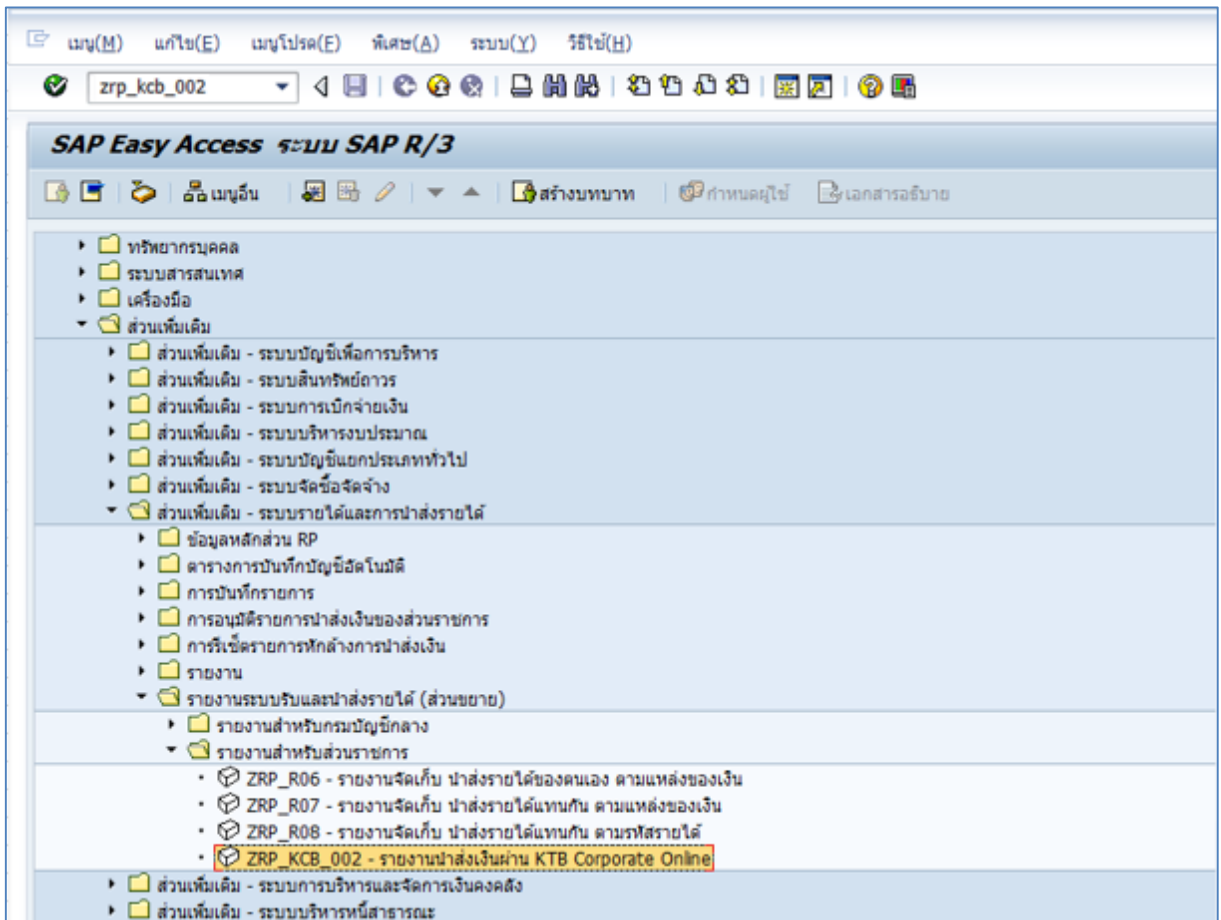 เมนู(M) แก้ไข(E) เมนูโปรด(F) พิเศษ(A) ระบบ(Y) วิธีใช้(H)
zrp_kcb_002
SAP Easy Access ระบบ SAP R/3
เมนูอื่น สร้างบทบาท กำหนดผู้ใช้ เอกสารอธิบาย
ทรัพยากรบุคคล
ระบบสารสนเทศ
เครื่องมือ
ส่วนเพิ่มเติม
ส่วนเพิ่มเติม - ระบบบัญชีเพื่อการบริหาร
ส่วนเพิ่มเติม - ระบบสินทรัพย์ถาวร
ส่วนเพิ่มเติม - ระบบการเบิกจ่ายเงิน
ส่วนเพิ่มเติม - ระบบบริหารงบประมาณ
ส่วนเพิ่มเติม - ระบบบัญชีแยกประเภททั่วไป
ส่วนเพิ่มเติม - ระบบจัดซื้อจัดจ้าง
ส่วนเพิ่มเติม - ระบบรายได้และการนำส่งรายได้
ข้อมูลหลักส่วน RP
ตารางการบันทึกบัญชีอัตโนมัติ
การบันทึกรายการ
การอนุมัติรายการนำส่งเงินของส่วนราชการ
การรีเซ็ตรายการหักล้างการนำส่งเงิน
รายงาน
รายงานระบบรับและนำส่งรายได้ (ส่วนขยาย)
รายงานสำหรับกรมบัญชีกลาง
รายงานสำหรับส่วนราชการ
ZRP_R06 - รายงานจัดเก็บ นำส่งรายได้ของตนเอง ตามแหล่งของเงิน
ZRP_R07 - รายงานจัดเก็บ นำส่งรายได้แทนกัน ตามแหล่งของเงิน
ZRP_R08 - รายงานจัดเก็บ นำส่งรายได้แทนกัน ตามรหัสรายได้
ZRP_KCB_002 - รายงานนำส่งเงินผ่าน KTB Corporate Online
ส่วนเพิ่มเติม - ระบบการบริหารและจัดการเงินคงคลัง
ส่วนเพิ่มเติม - ระบบบริหารหนี้สาธารณะ